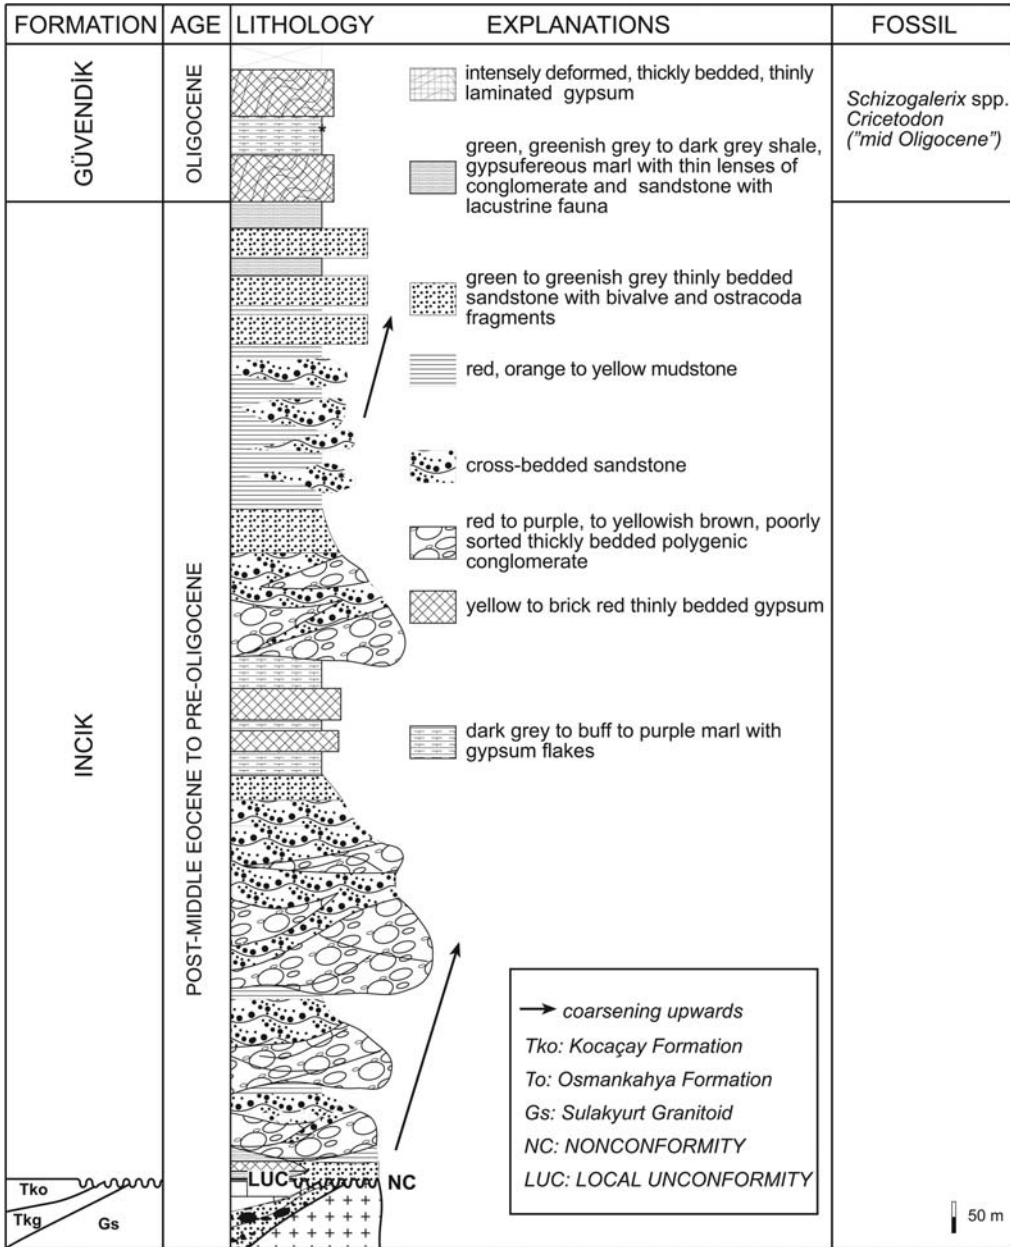 FORMATION AGE LITHOLOGY EXPLANATIONS FOSSIL
GÜVENDİK
OLIGOCENE
intensely deformed, thickly bedded, thinly
laminated gypsum
green, greenish grey to dark grey shale,
gypsufereous marl with thin lenses of
conglomerate and sandstone with
lacustrine fauna
Schizogalerix spp.
Cricetodon
("mid Oligocene")
INCIK
POST-MIDDLE EOCENE TO PRE-OLIGOCENE
green to greenish grey thinly bedded
sandstone with bivalve and ostracoda
fragments
red, orange to yellow mudstone
cross-bedded sandstone
red to purple, to yellowish brown, poorly
sorted thickly bedded polygenic
conglomerate
yellow to brick red thinly bedded gypsum
dark grey to buff to purple marl with
gypsum flakes
coarsening upwards
Tko: Kocaçay Formation
To: Osmankahya Formation
Gs: Sulakyurt Granitoid
NC: NONCONFORMITY
LUC: LOCAL UNCONFORMITY
LUC NC
Tko
Tkg Gs
50 m